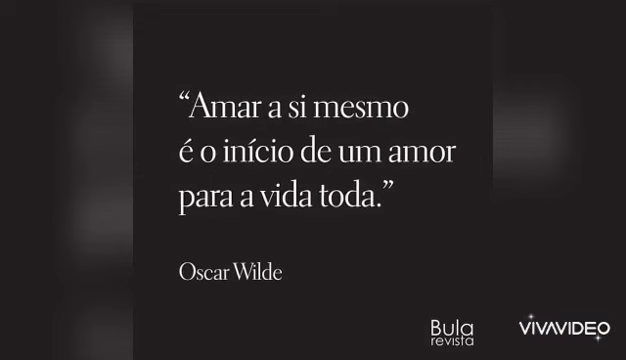 “Amar a si mesmo
é o início de um amor
para a vida toda.”
Oscar Wilde
Bula
revista
VIVAVIDEO